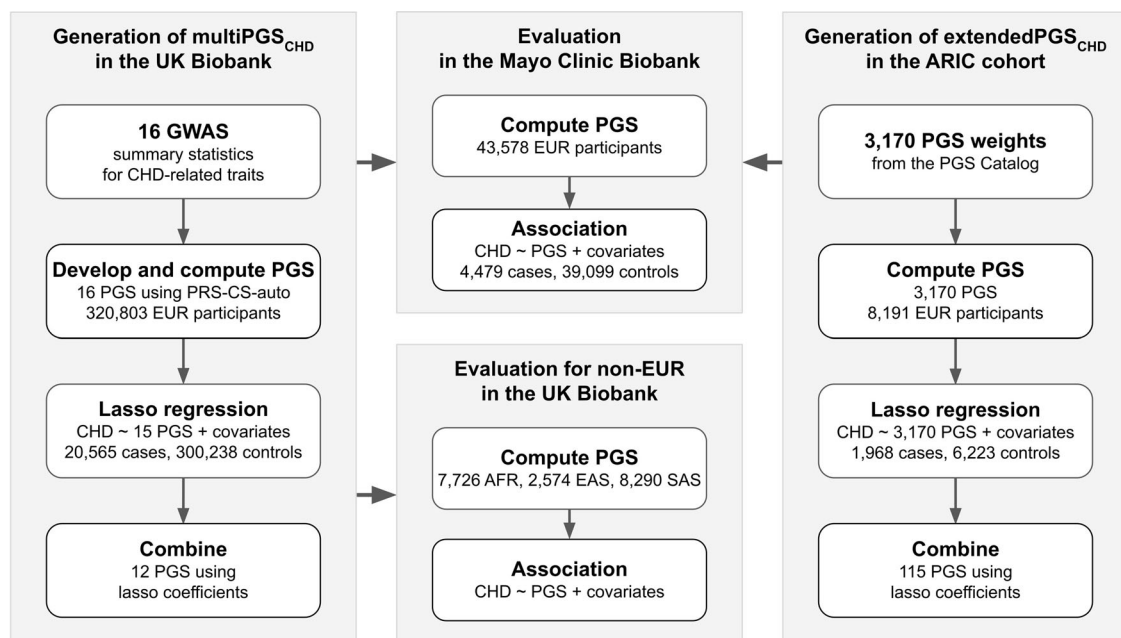 Generation of multiPGS_CHD
in the UK Biobank
16 GWAS
summary statistics
for CHD-related traits
Develop and compute PGS
16 PGS using PRS-CS-auto
320,803 EUR participants
Lasso regression
CHD ~ 15 PGS + covariates
20,565 cases, 300,238 controls
Combine
12 PGS using
lasso coefficients
Evaluation
in the Mayo Clinic Biobank
Compute PGS
43,578 EUR participants
Association
CHD ~ PGS + covariates
4,479 cases, 39,099 controls
Evaluation for non-EUR
in the UK Biobank
Compute PGS
7,726 AFR, 2,574 EAS, 8,290 SAS
Association
CHD ~ PGS + covariates
Generation of extendedPGS_CHD
in the ARIC cohort
3,170 PGS weights
from the PGS Catalog
Compute PGS
3,170 PGS
8,191 EUR participants
Lasso regression
CHD ~ 3,170 PGS + covariates
1,968 cases, 6,223 controls
Combine
115 PGS using
lasso coefficients